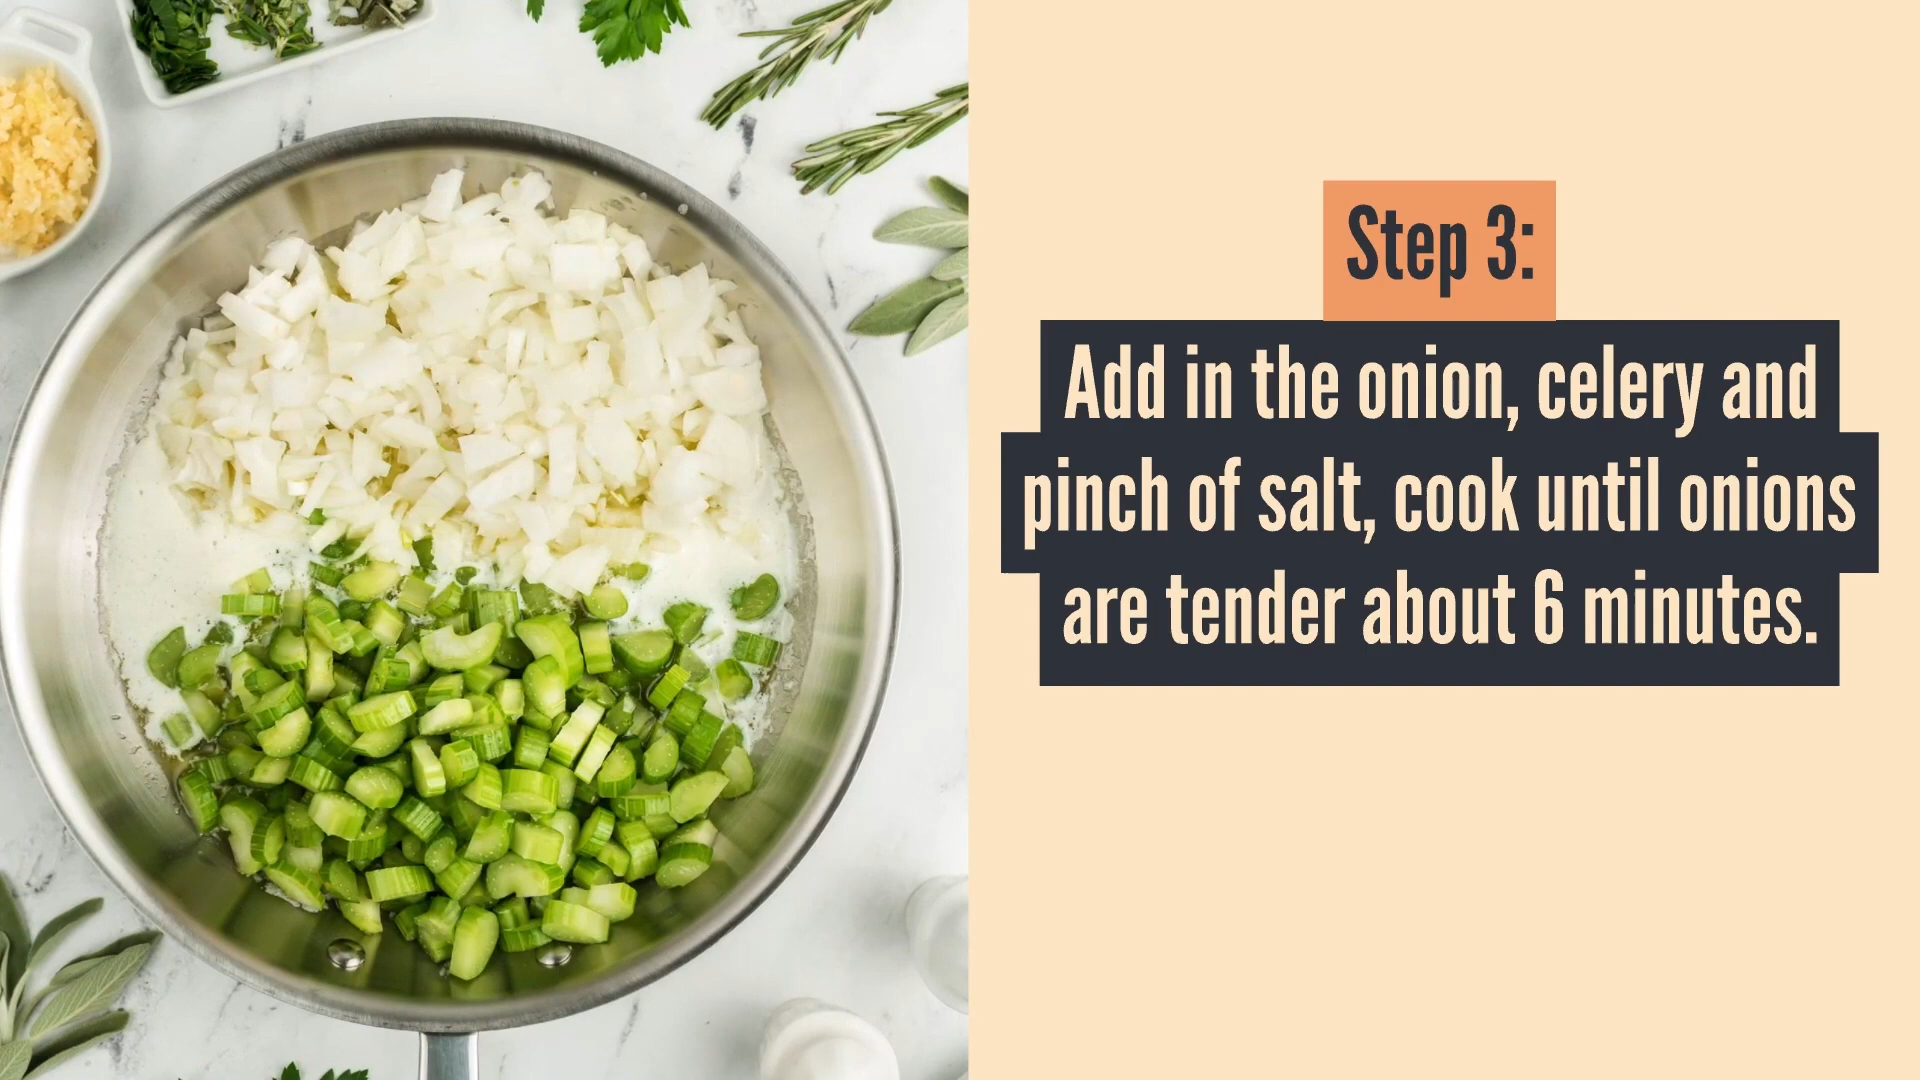 Step 3:
Add in the onion, celery and
pinch of salt, cook until onions
are tender about 6 minutes.